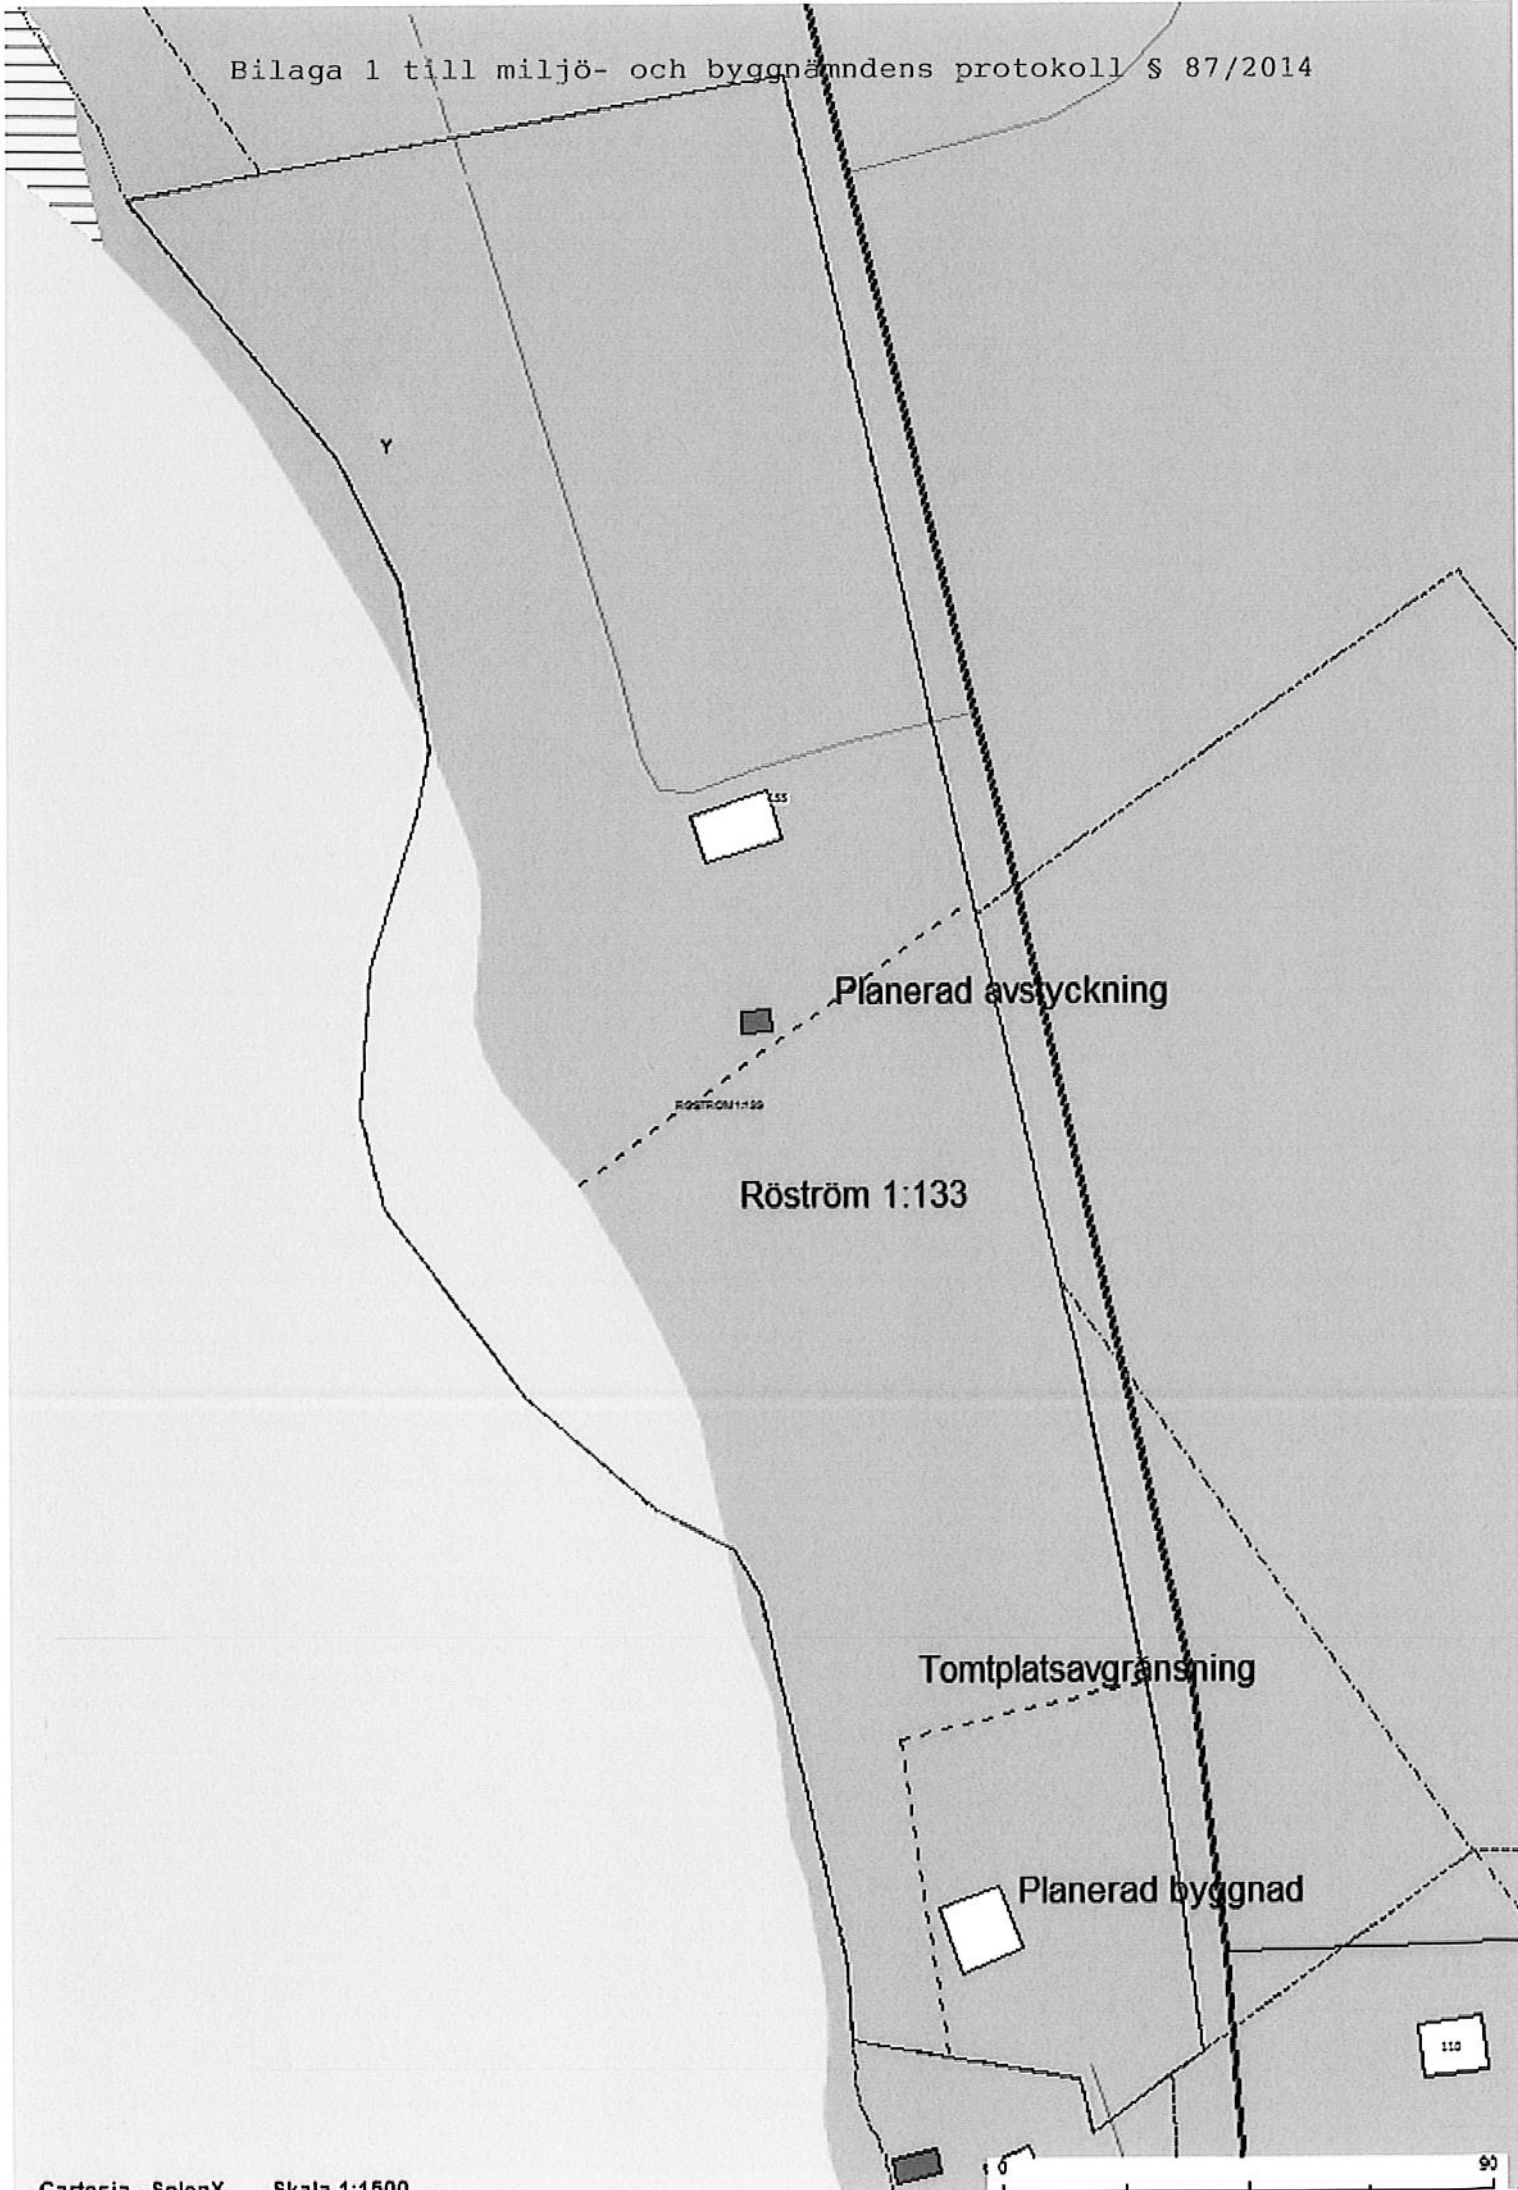 Bilaga 1 till miljö- och byggnämndens protokoll § 87/2014
Y
Planerad avstyckning
Röström 1:133
Tomtplatsavgränsning
Planerad byggnad
110
0 90
Skala 1:1500